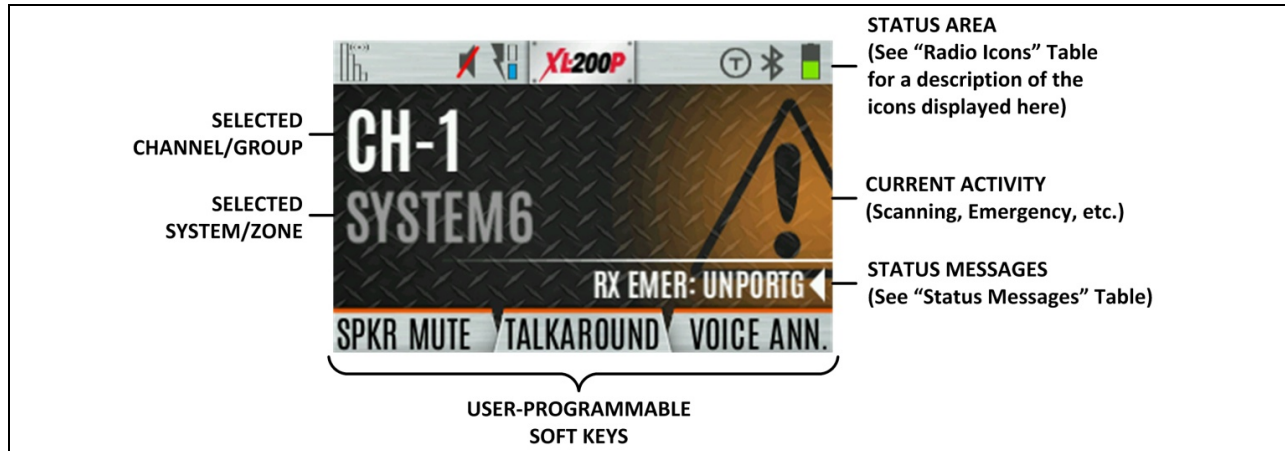 STATUS AREA
(See “Radio Icons” Table
for a description of the
icons displayed here)
XL-200P
T
SELECTED
CHANNEL/GROUP
CH-1
SELECTED
SYSTEM/ZONE
SYSTEM6
CURRENT ACTIVITY
(Scanning, Emergency, etc.)
RX EMER: UNPORTG
STATUS MESSAGES
(See “Status Messages” Table)
SPKR MUTE TALKAROUND VOICE ANN.
USER-PROGRAMMABLE
SOFT KEYS